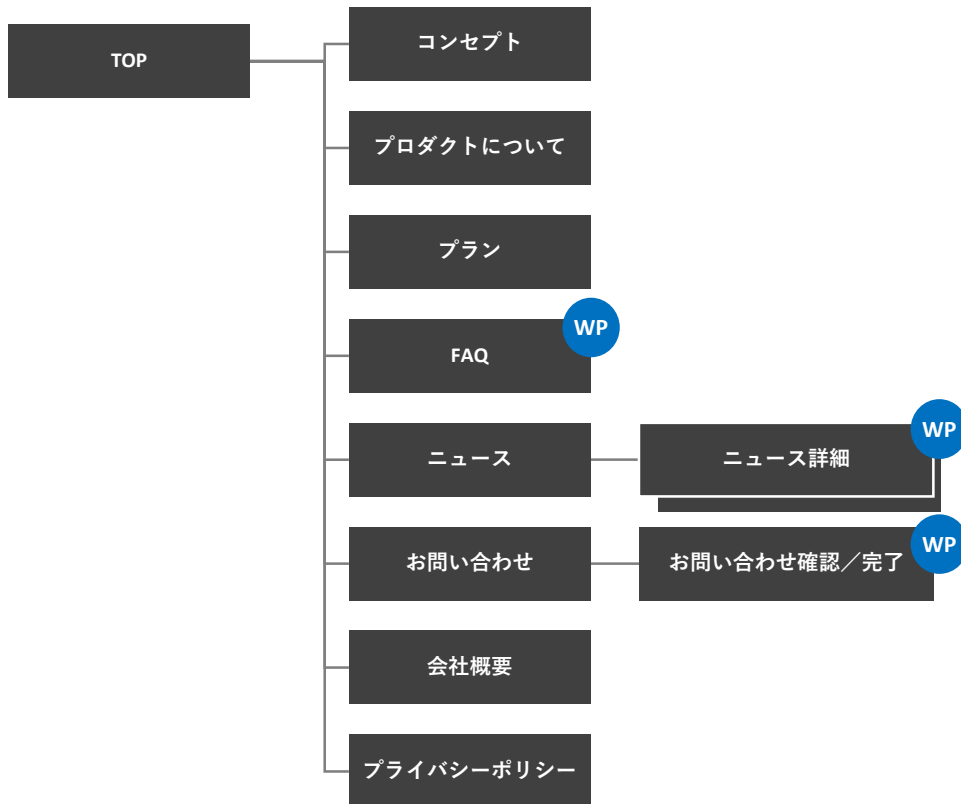 TOP
コンセプト
プロダクトについて
プラン
FAQ
WP
ニュース
ニュース詳細
WP
お問い合わせ
お問い合わせ確認／完了
WP
会社概要
プライバシーポリシー